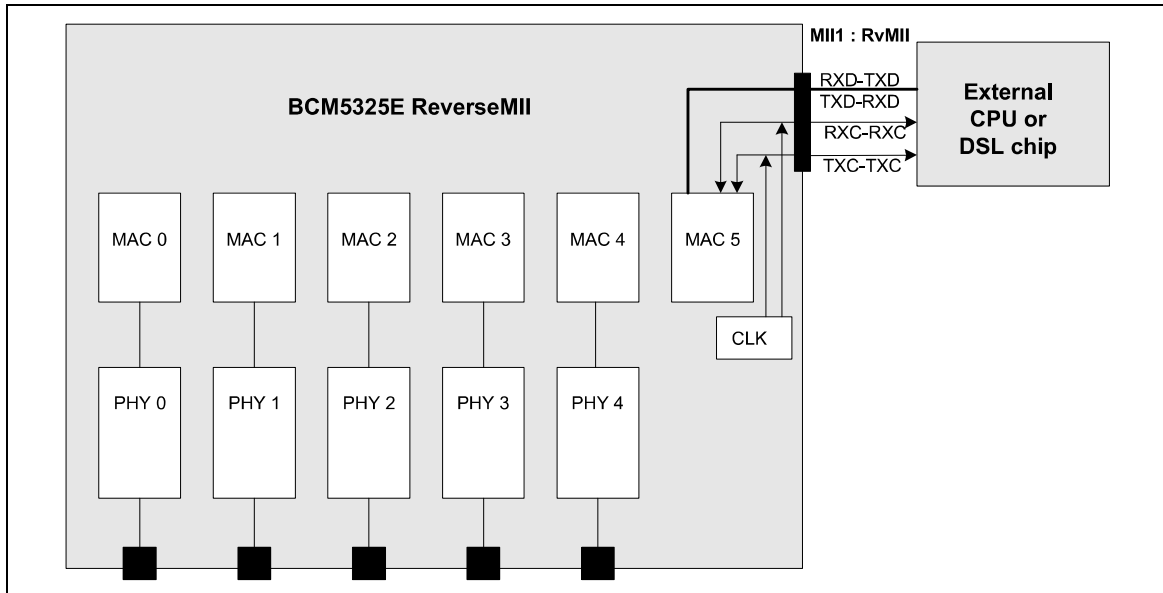 MII1 : RvMII
BCM5325E ReverseMII
RXD-TXD
TXD-RXD
RXC-RXC
TXC-TXC
External
CPU or
DSL chip
MAC 0
MAC 1
MAC 2
MAC 3
MAC 4
MAC 5
CLK
PHY 0
PHY 1
PHY 2
PHY 3
PHY 4